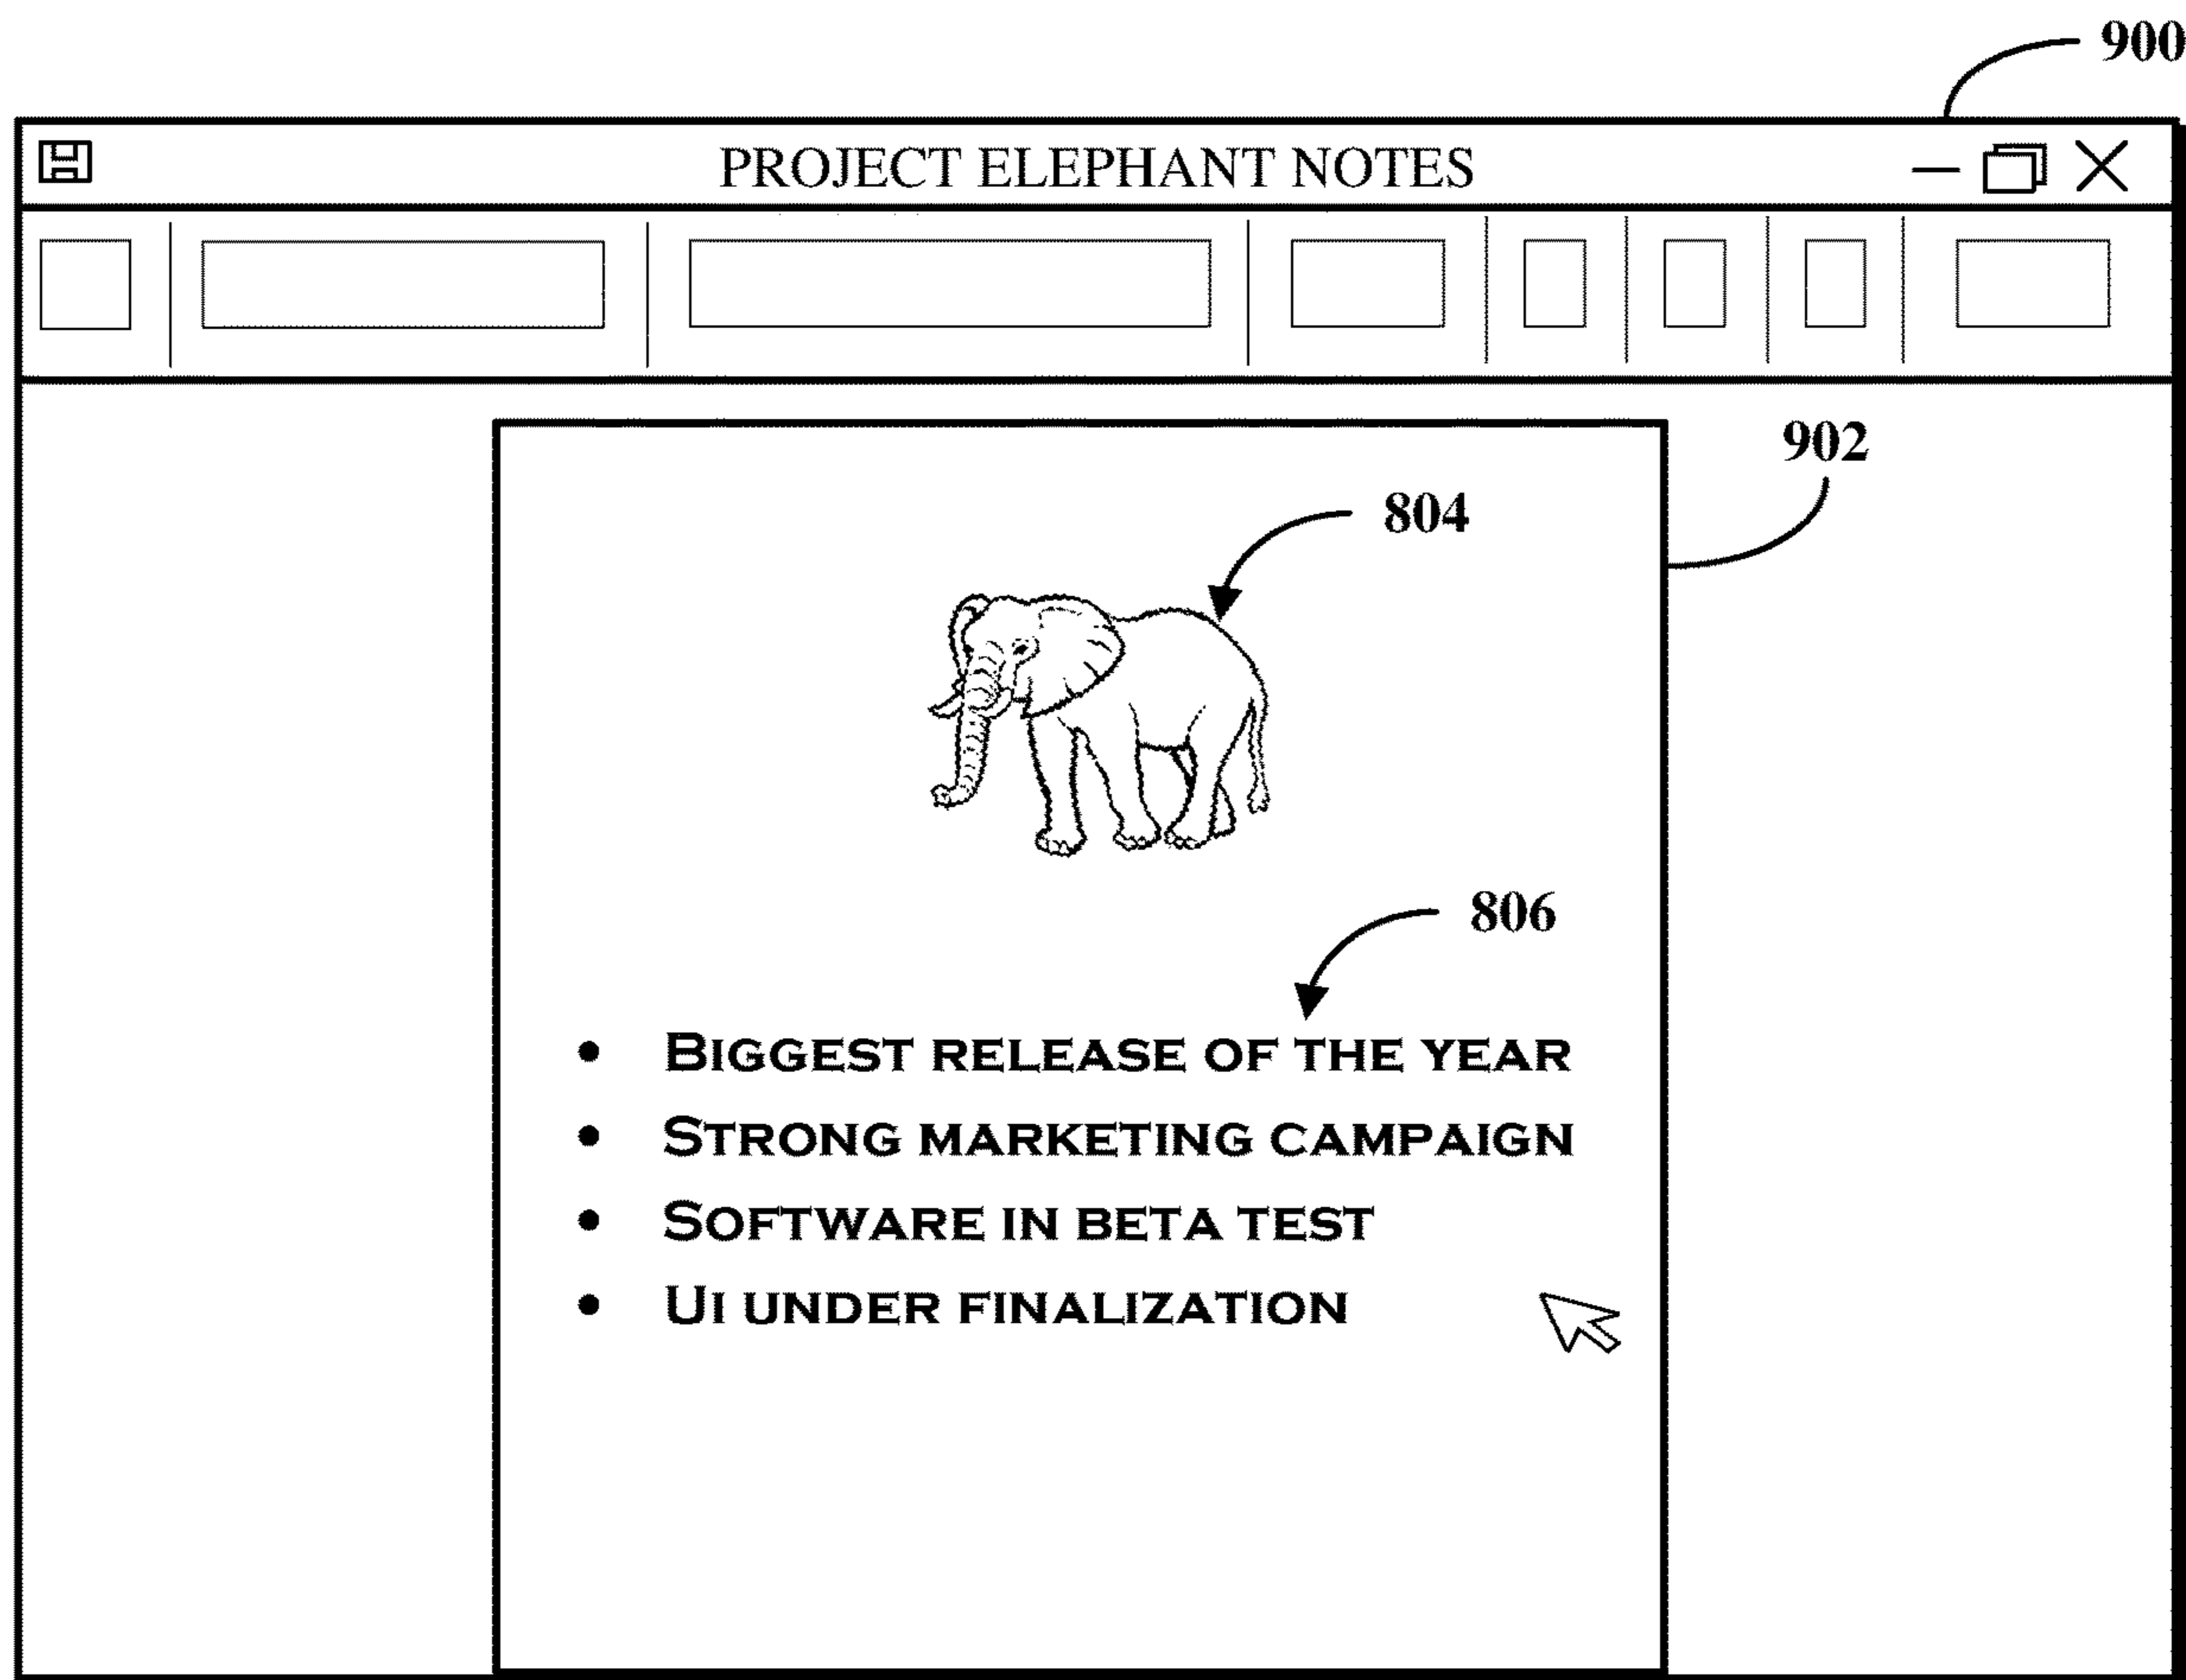 900
PROJECT ELEPHANT NOTES
902
804
806
• BIGGEST RELEASE OF THE YEAR
• STRONG MARKETING CAMPAIGN
• SOFTWARE IN BETA TEST
• UI UNDER FINALIZATION